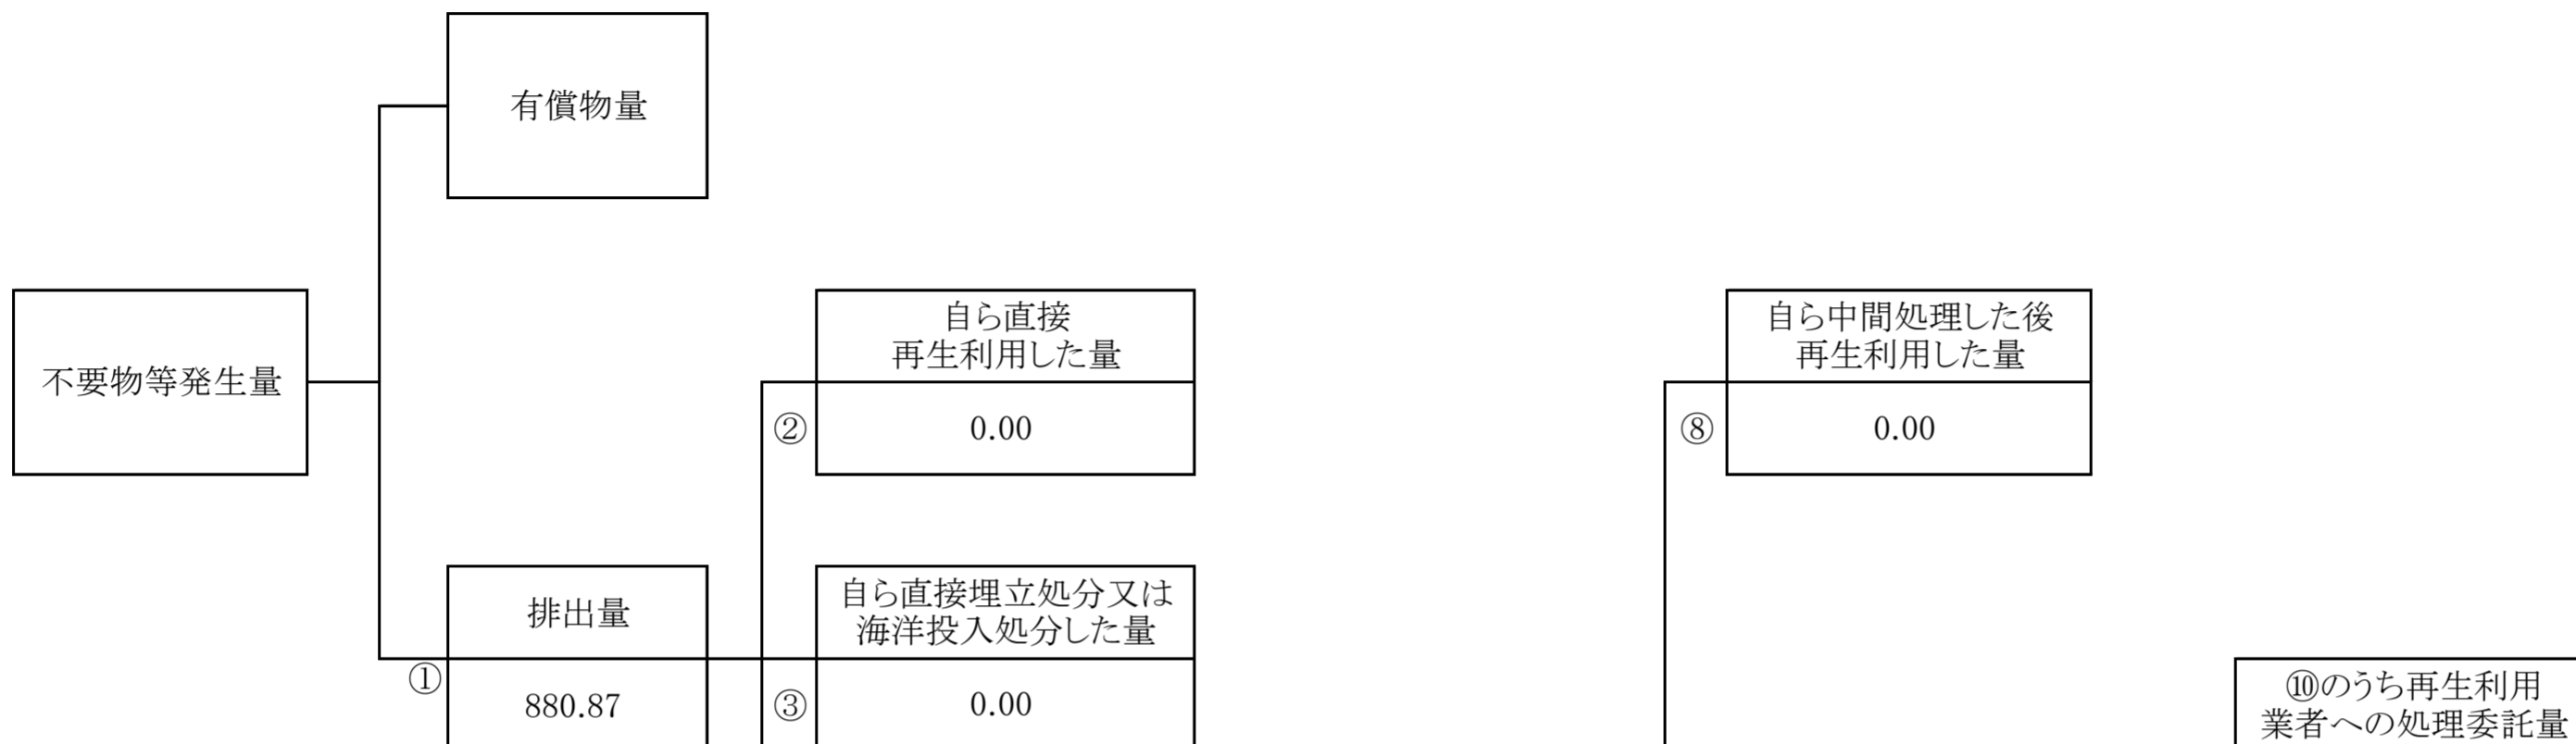 有償物量
不要物等発生量
自ら直接
再生利用した量
②
0.00
自ら中間処理した後
再生利用した量
⑧
0.00
排出量
①
880.87
自ら直接埋立処分又は
海洋投入処分した量
③
0.00
⑩のうち再生利用
業者への処理委託量